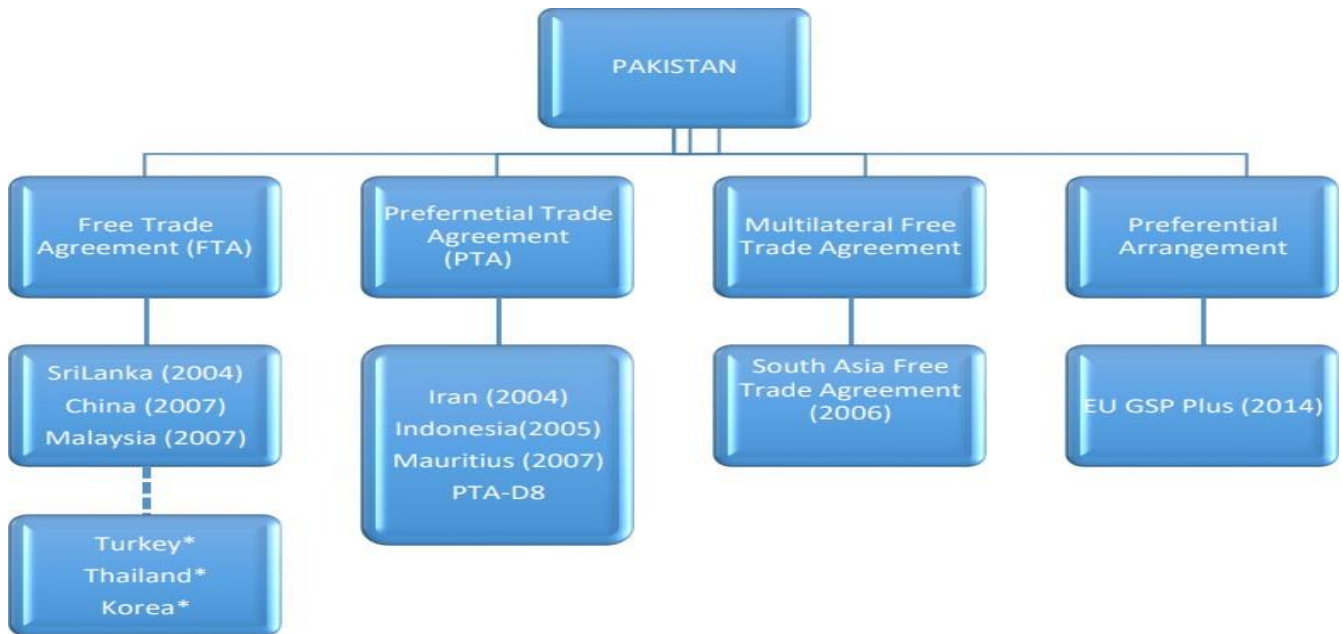 PAKISTAN
Free Trade
Agreement (FTA)
Prefernetial Trade
Agreement
(PTA)
Multilateral Free
Trade Agreement
Preferential
Arrangement
SriLanka (2004)
China (2007)
Malaysia (2007)
Iran (2004)
Indonesia(2005)
Mauritius (2007)
PTA-D8
South Asia Free
Trade Agreement
(2006)
EU GSP Plus (2014)
Turkey*
Thailand*
Korea*